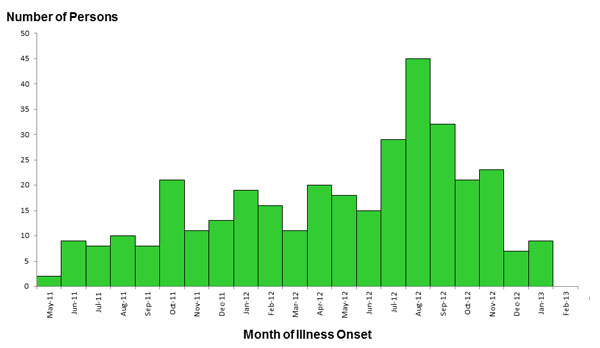 Number of Persons
50
45
40
35
30
25
20
15
10
5
0
May-11
Jun-11
Jul-11
Aug-11
Sep-11
Oct-11
Nov-11
Dec-11
Jan-12
Feb-12
Mar-12
Apr-12
May-12
Jun-12
Jul-12
Aug-12
Sep-12
Oct-12
Nov-12
Dec-12
Jan-13
Feb-13
Month of Illness Onset